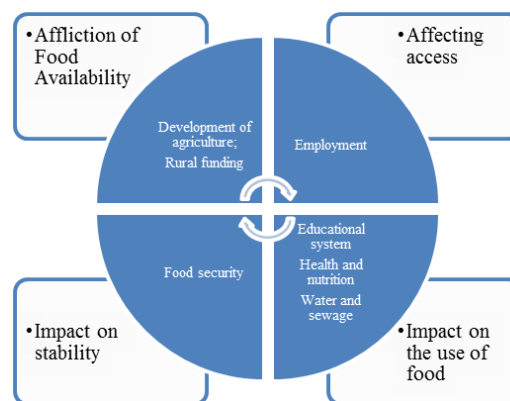 •Affliction of
Food
Availability
•Affecting
access
Development of
agriculture;
Rural funding
Employment
Food security
Educational
system
Health and
nutrition
Water and
sewage
•Impact on
stability
•Impact on
the use of
food